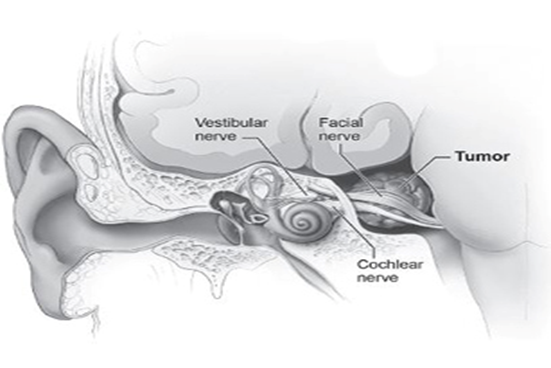 Vestibular
nerve
Facial
nerve
Tumor
Cochlear
nerve